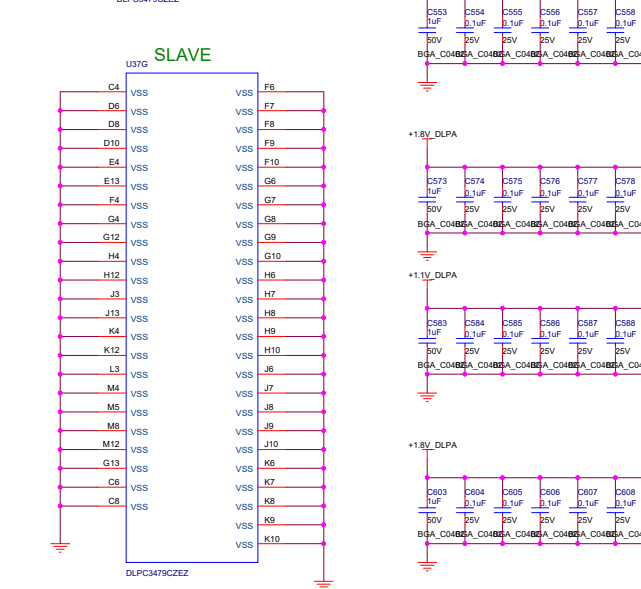 DLPC3479CZEZ
SLAVE
U37G
C4 VSS VSS F6
D6 VSS VSS F7
D8 VSS VSS F8
D10 VSS VSS F9
E4 VSS VSS F10
E13 VSS VSS G6
F4 VSS VSS G7
G4 VSS VSS G8
G12 VSS VSS G9
H4 VSS VSS G10
H12 VSS VSS H6
J3 VSS VSS H7
J13 VSS VSS H8
K4 VSS VSS H9
K12 VSS VSS H10
L3 VSS VSS J6
M4 VSS VSS J7
M5 VSS VSS J8
M8 VSS VSS J9
M12 VSS VSS J10
G13 VSS VSS K6
C6 VSS VSS K7
C8 VSS VSS K8
VSS K9
VSS K10
DLPC3479CZEZ
C553 C554 C555 C556 C557 C558
1uF 0.1uF 0.1uF 0.1uF 0.1uF 0.1uF
50V 25V 25V 25V 25V 25V
+1.8V_DLPA
C573 C574 C575 C576 C577 C578
1uF 0.1uF 0.1uF 0.1uF 0.1uF 0.1uF
50V 25V 25V 25V 25V 25V
+1.1V_DLPA
C583 C584 C585 C586 C587 C588
1uF 0.1uF 0.1uF 0.1uF 0.1uF 0.1uF
50V 25V 25V 25V 25V 25V
+1.8V_DLPA
C603 C604 C605 C606 C607 C608
1uF 0.1uF 0.1uF 0.1uF 0.1uF 0.1uF
50V 25V 25V 25V 25V 25V